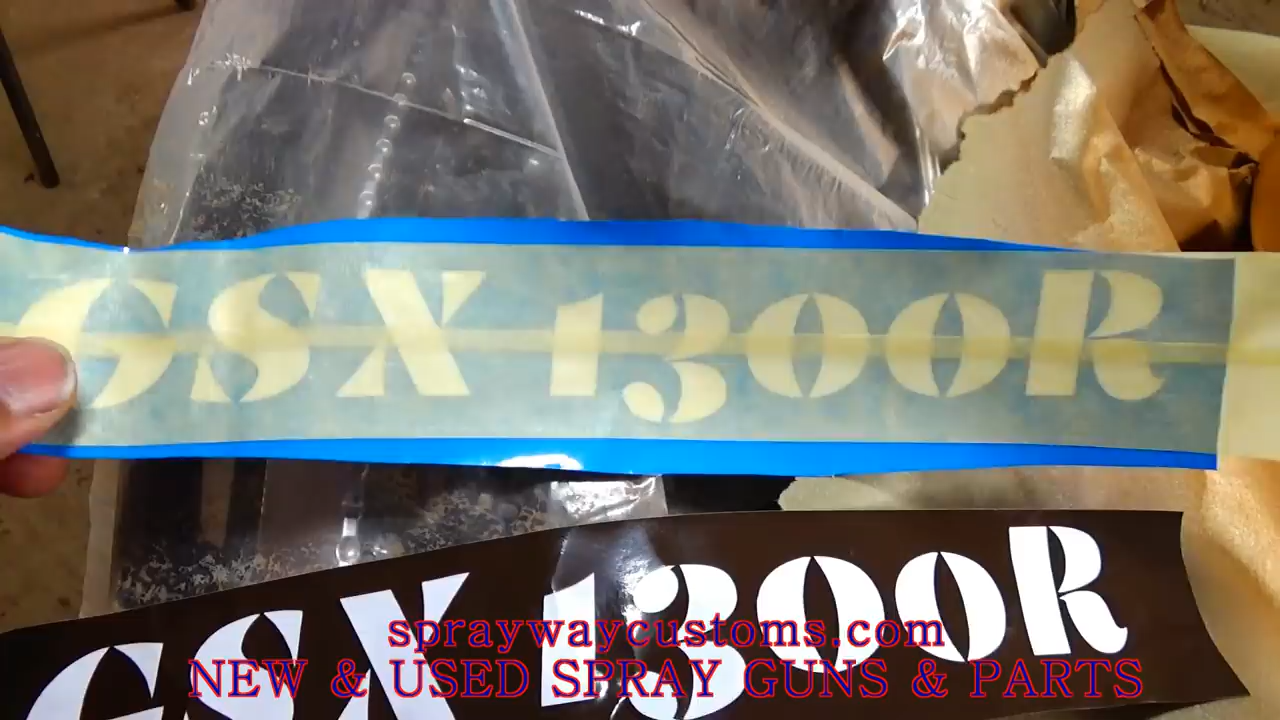 GSX 1300R
GSX 1300R
spraywaycustoms.com
NEW & USED SPRAY GUNS & PARTS